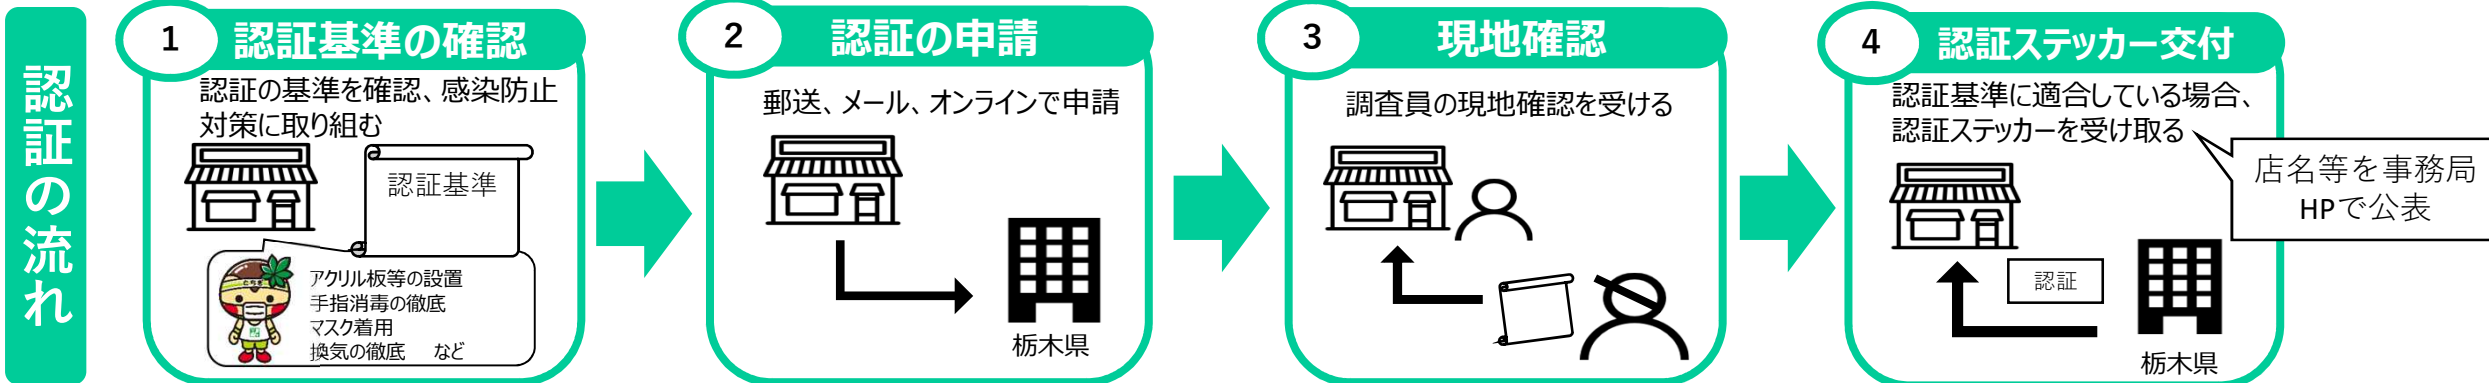 認証の流れ
1
認証基準の確認
認証の基準を確認、感染防止
対策に取り組む
認証基準
とちぎ
アクリル板等の設置
手指消毒の徹底
マスク着用
換気の徹底　など
2
認証の申請
郵送、メール、オンラインで申請
栃木県
3
現地確認
調査員の現地確認を受ける
4
認証ステッカー交付
認証基準に適合している場合、
認証ステッカーを受け取る
店名等を事務局
HPで公表
認証
栃木県